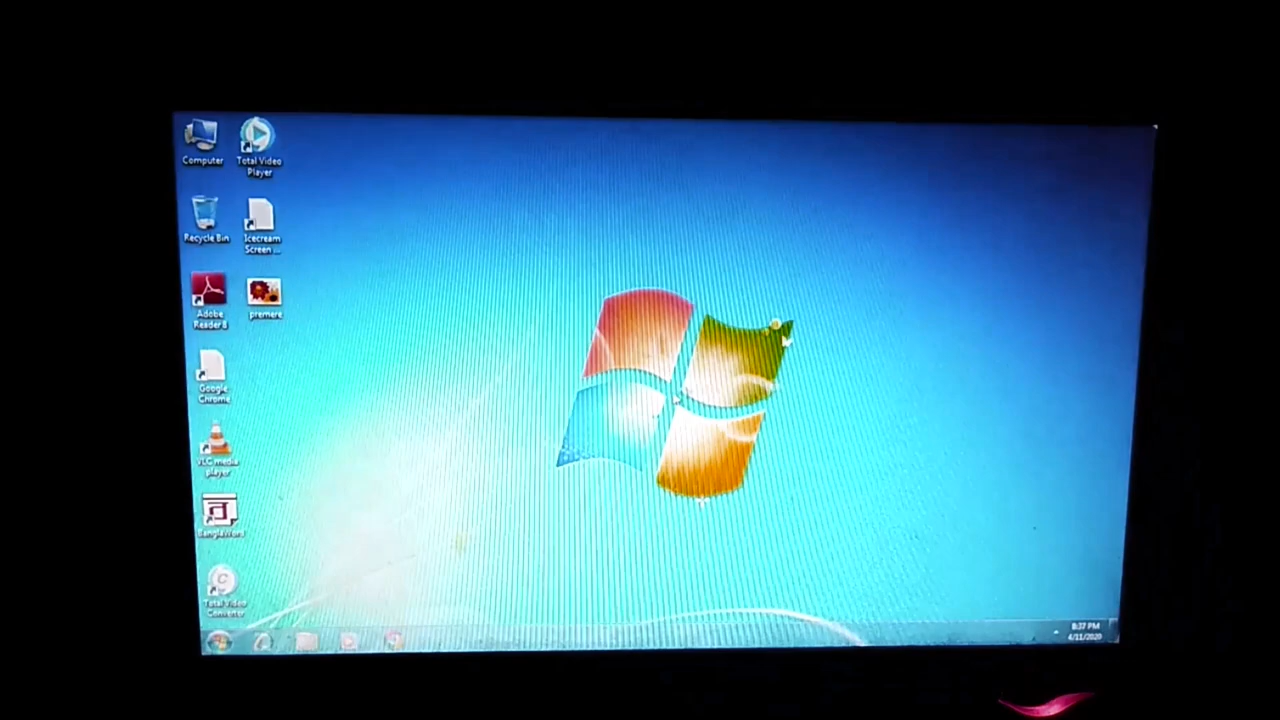 Computer
Total Video
Player
Recycle Bin
Icecream
Screen ...
Adobe
Reader 8
premere
Google
Chrome
VLC media
player
BanglaWord
Total Video
Converter
8:37 PM
4/11/2020